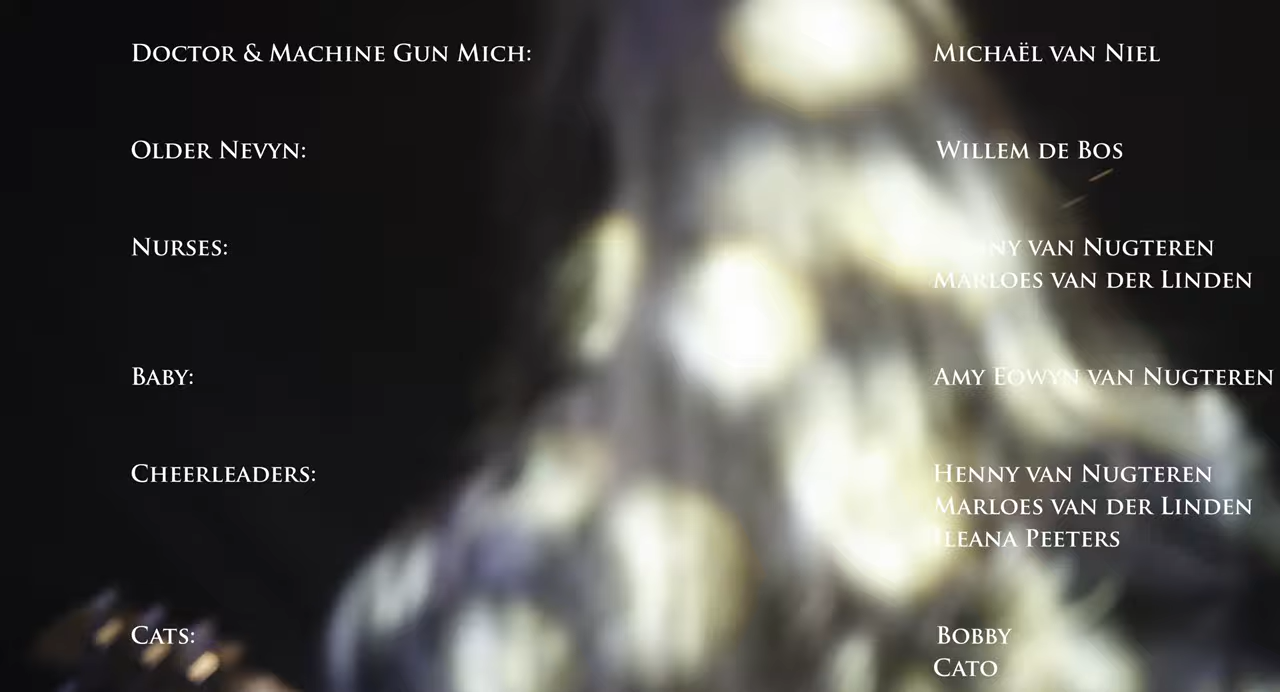 Doctor & Machine Gun Mich: Michaël van Niel
Older Nevyn: Willem de Bos
Nurses: Henny van Nugteren
Marloes van der Linden
Baby: Amy Eowyn van Nugteren
Cheerleaders: Henny van Nugteren
Marloes van der Linden
Ileana Peeters
Cats: Bobby
Cato